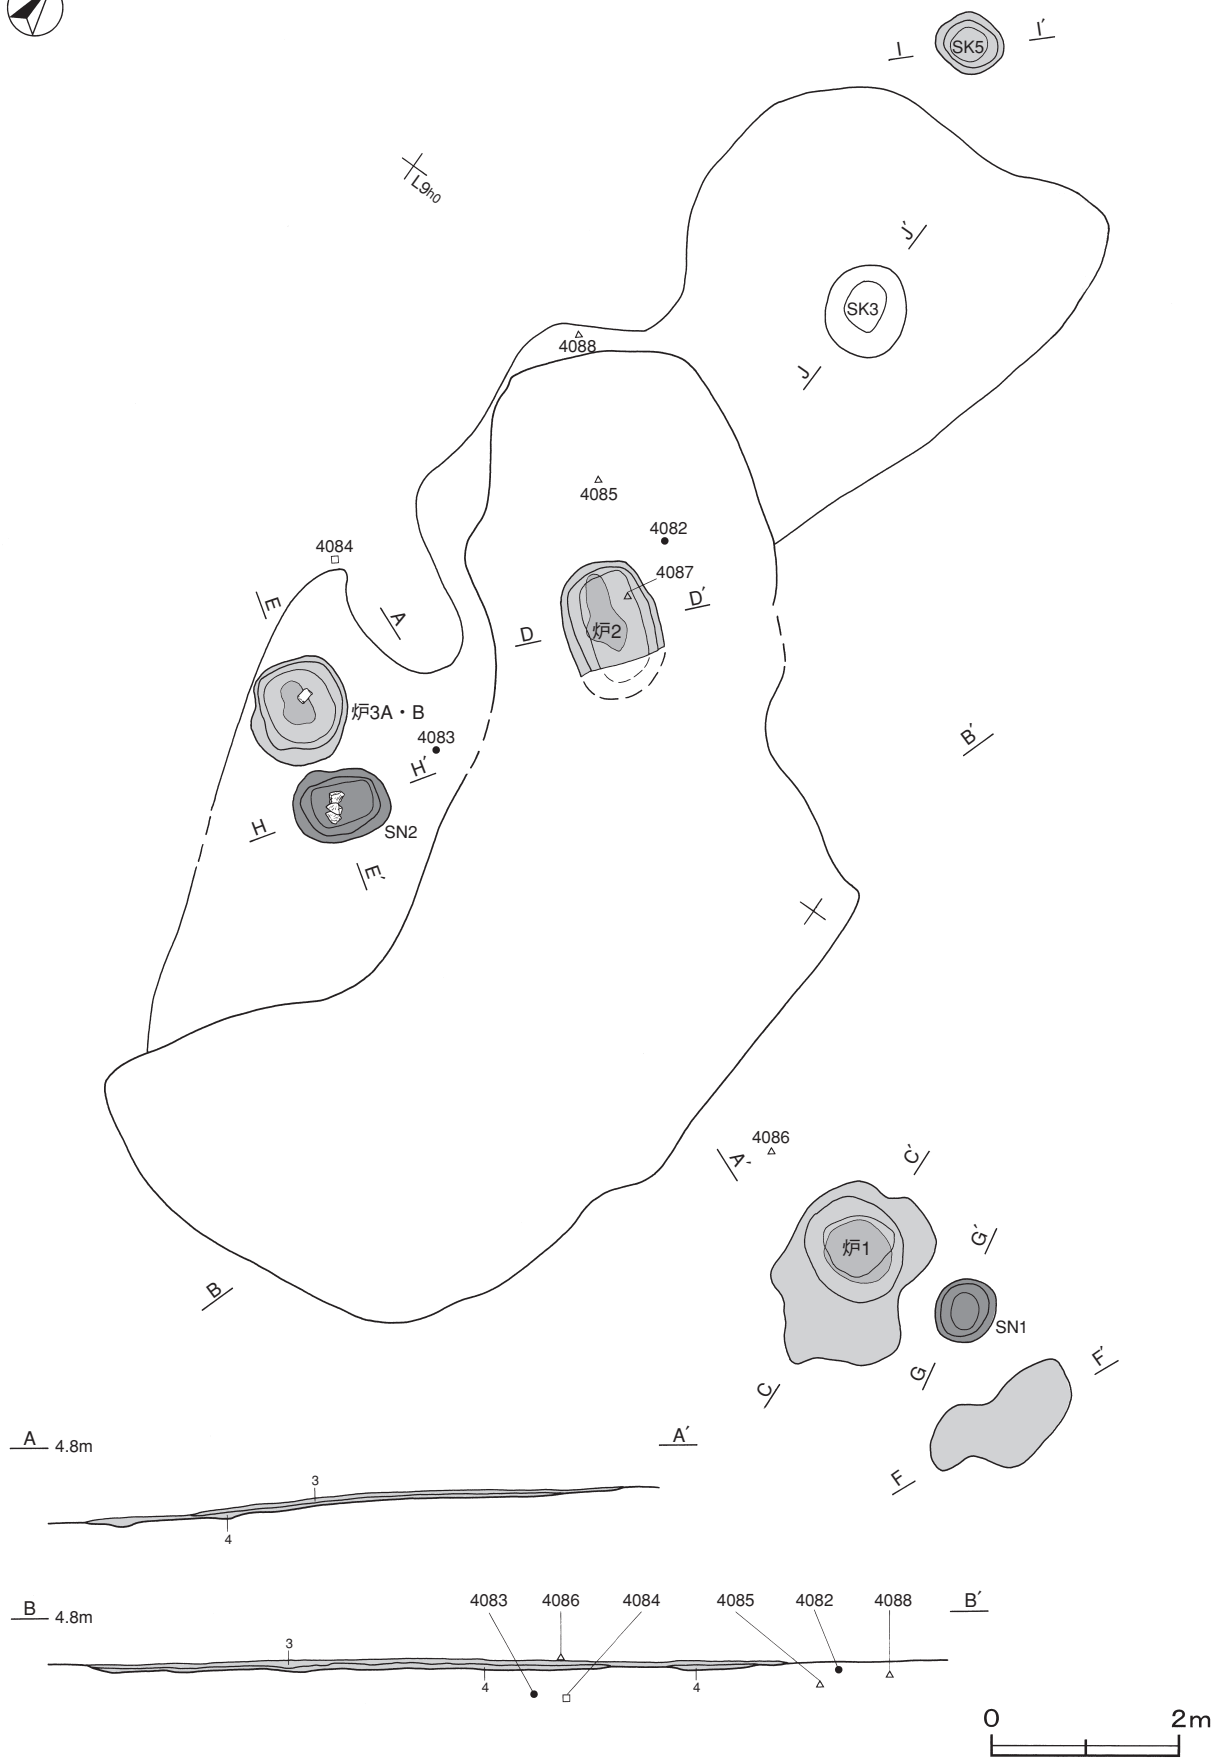 I
SK5
I′
L9h0
J′
SK3
J
4088
4085
4082
4087
4084
E
A
D
炉2
D′
炉3A・B
4083
H′
H
SN2
E′
B′
4086
A′
C′
炉1
G′
SN1
B
C
G
F′
F
A 4.8m
A′
3
4
B 4.8m
4083 4086 4084 4085 4082 4088
B′
3
4 4
0 2m